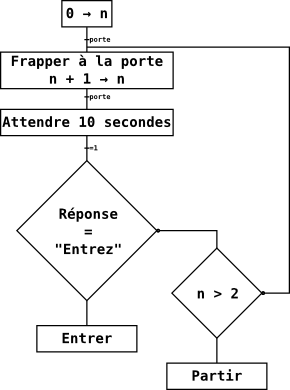 0 → n
porte
Frapper à la porte
n + 1 → n
porte
Attendre 10 secondes
=1
Réponse
=
"Entrez"
n > 2
Entrer
Partir